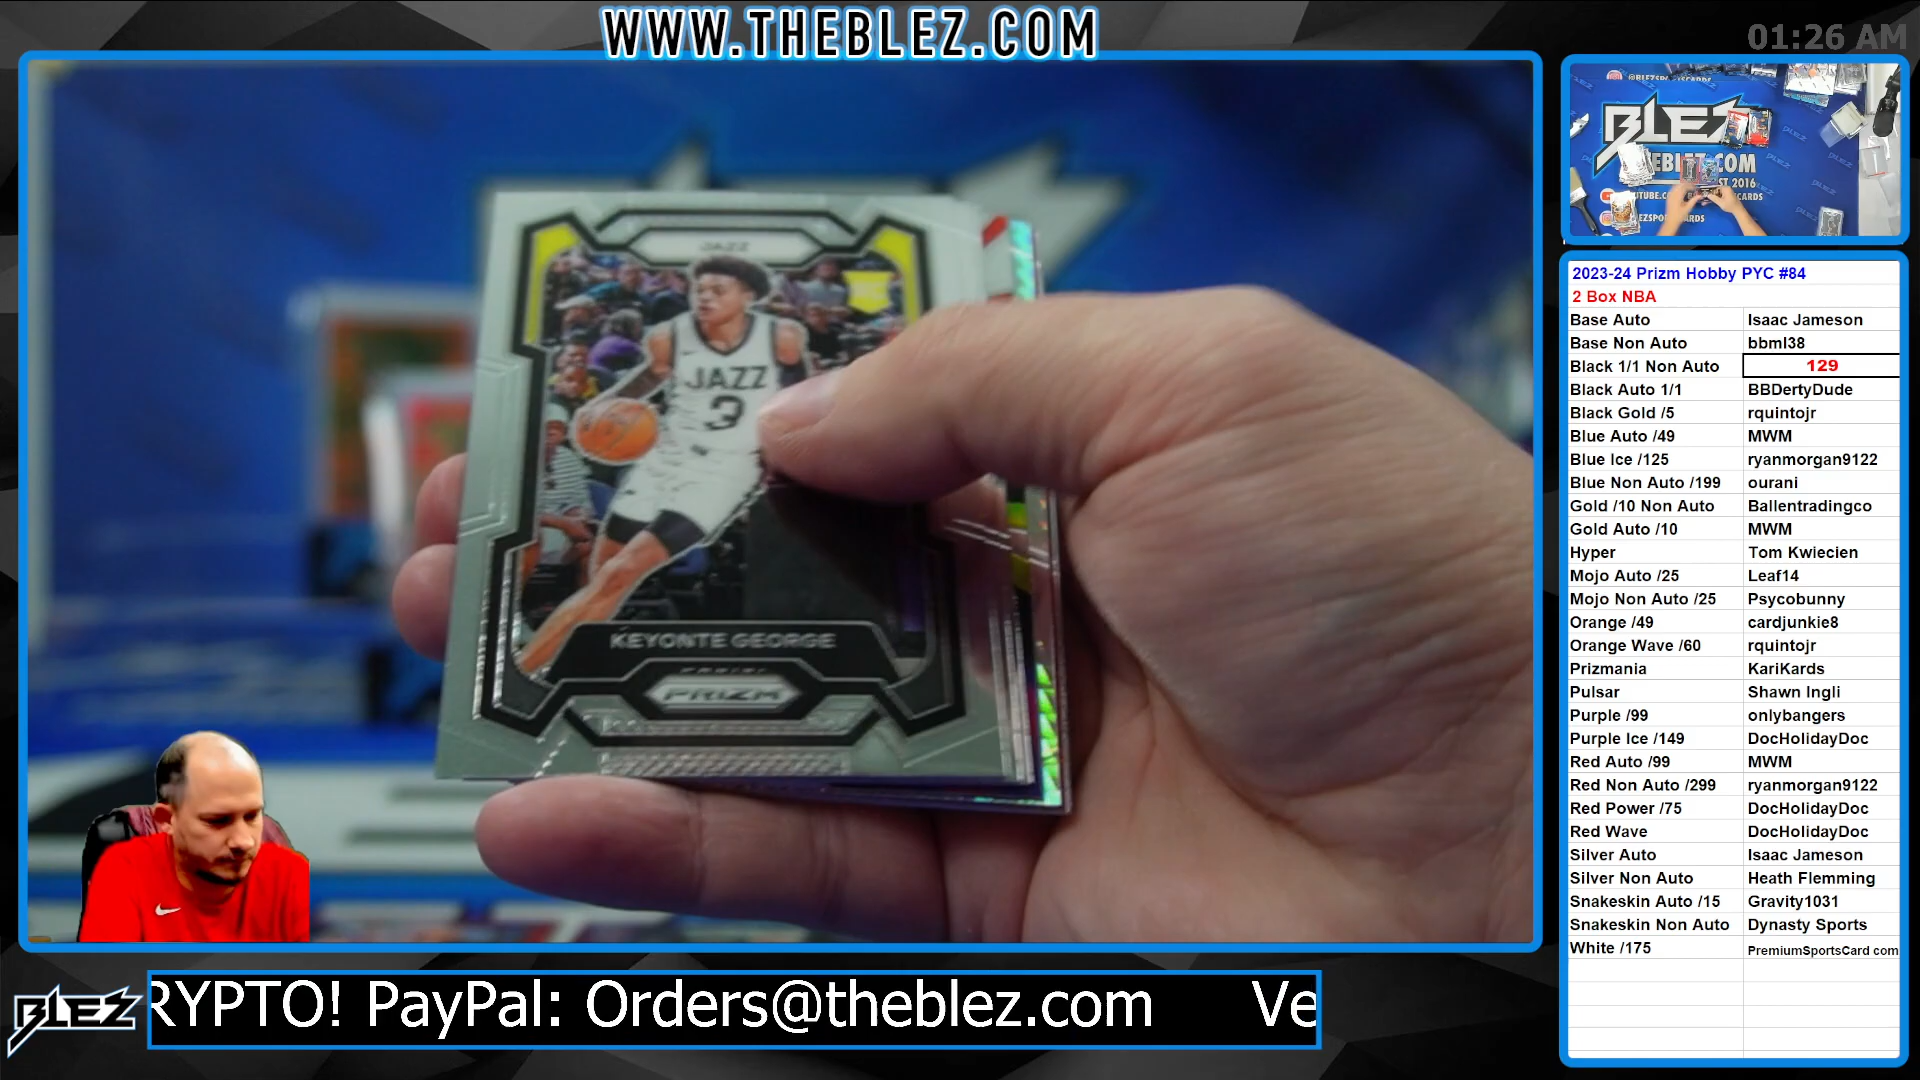 WWW.THEBLEZ.COM
01:26 AM
JAZZ
JAZZ
3
KEYONTE GEORGE
PRIZM
BLEZ
THEBLEZ.COM
2023-24 Prizm Hobby PYC #84
2 Box NBA
Base Auto Isaac Jameson
Base Non Auto bbml38
Black 1/1 Non Auto 129
Black Auto 1/1 BBDertyDude
Black Gold /5 rquintojr
Blue Auto /49 MWM
Blue Ice /125 ryanmorgan9122
Blue Non Auto /199 ourani
Gold /10 Non Auto Ballentradingco
Gold Auto /10 MWM
Hyper Tom Kwiecien
Mojo Auto /25 Leaf14
Mojo Non Auto /25 Psycobunny
Orange /49 cardjunkie8
Orange Wave /60 rquintojr
Prizmania KariKards
Pulsar Shawn Ingli
Purple /99 onlybangers
Purple Ice /149 DocHolidayDoc
Red Auto /99 MWM
Red Non Auto /299 ryanmorgan9122
Red Power /75 DocHolidayDoc
Red Wave DocHolidayDoc
Silver Auto Isaac Jameson
Silver Non Auto Heath Flemming
Snakeskin Auto /15 Gravity1031
Snakeskin Non Auto Dynasty Sports
White /175 PremiumSportsCard com
BLEZ
RYPTO! PayPal: Orders@theblez.com Ve